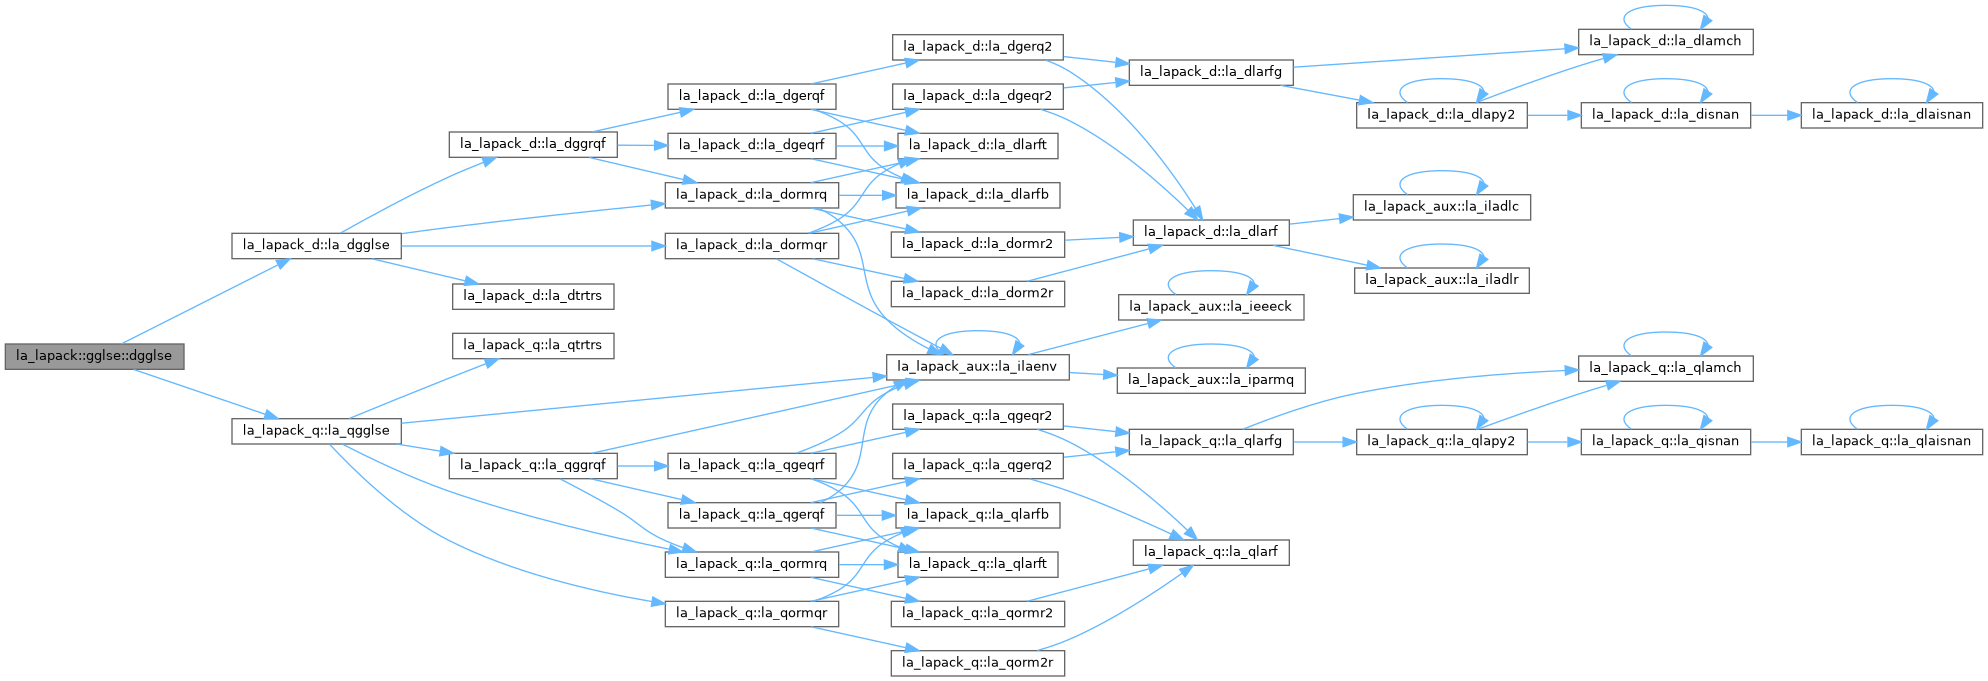 la_lapack::gglse::dgglse
la_lapack_d::la_dgglse
la_lapack_q::la_qgglse
la_lapack_d::la_dggrqf
la_lapack_d::la_dtrtrs
la_lapack_q::la_qtrtrs
la_lapack_q::la_qggrqf
la_lapack_d::la_dgerqf
la_lapack_d::la_dgeqrf
la_lapack_d::la_dormrq
la_lapack_d::la_dormqr
la_lapack_q::la_qgeqrf
la_lapack_q::la_qgerqf
la_lapack_q::la_qormrq
la_lapack_q::la_qormqr
la_lapack_d::la_dgerq2
la_lapack_d::la_dgeqr2
la_lapack_d::la_dlarft
la_lapack_d::la_dlarfb
la_lapack_d::la_dormr2
la_lapack_d::la_dorm2r
la_lapack_aux::la_ilaenv
la_lapack_q::la_qgeqr2
la_lapack_q::la_qgerq2
la_lapack_q::la_qlarfb
la_lapack_q::la_qlarft
la_lapack_q::la_qormr2
la_lapack_q::la_qorm2r
la_lapack_d::la_dlarfg
la_lapack_d::la_dlarf
la_lapack_aux::la_ieeeck
la_lapack_aux::la_iparmq
la_lapack_q::la_qlarfg
la_lapack_q::la_qlarf
la_lapack_d::la_dlapy2
la_lapack_aux::la_iladlc
la_lapack_aux::la_iladlr
la_lapack_q::la_qlapy2
la_lapack_d::la_dlamch
la_lapack_d::la_disnan
la_lapack_q::la_qlamch
la_lapack_q::la_qisnan
la_lapack_d::la_dlaisnan
la_lapack_q::la_qlaisnan